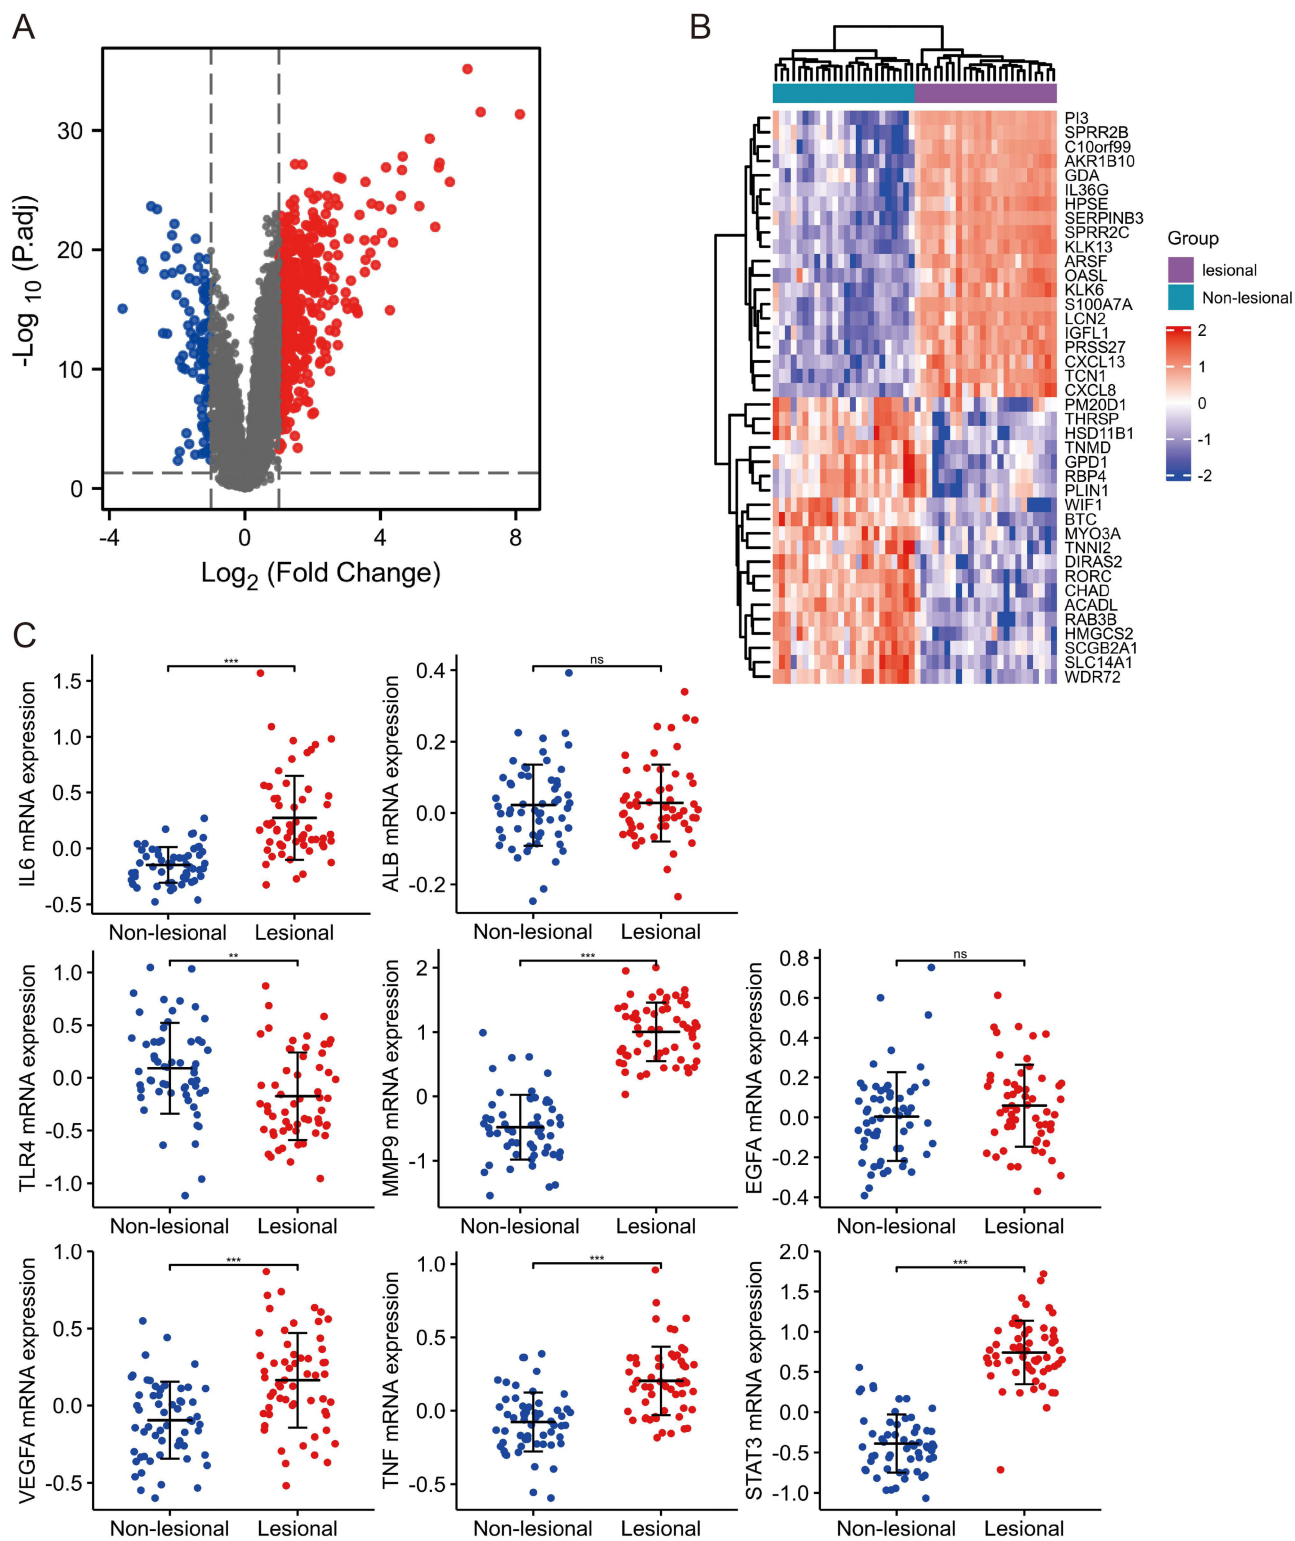 A
-Log 10 (P.adj)
30
20
10
0
-4
0
4
8
Log2 (Fold Change)
B
PI3
SPRR2B
C10orf99
AKR1B10
GDA
IL36G
HPSE
SERPINB3
SPRR2C
KLK13
ARSF
OASL
KLK6
S100A7A
LCN2
IGFL1
PRSS27
CXCL13
TCN1
CXCL8
PM20D1
THRSP
HSD11B1
TNMD
GPD1
RBP4
PLIN1
WIF1
BTC
MYO3A
TNNI2
DIRAS2
RORC
CHAD
ACADL
RAB3B
HMGCS2
SCGB2A1
SLC14A1
WDR72
Group
lesional
Non-lesional
2
1
0
-1
-2
C
IL6 mRNA expression
1.5
1.0
0.5
0.0
-0.5
***
Non-lesional
Lesional
ALB mRNA expression
0.4
0.2
0.0
-0.2
ns
Non-lesional
Lesional
TLR4 mRNA expression
1.0
0.5
0.0
-0.5
-1.0
**
Non-lesional
Lesional
MMP9 mRNA expression
2
1
0
-1
***
Non-lesional
Lesional
EGFA mRNA expression
0.8
0.6
0.4
0.2
0.0
-0.2
-0.4
ns
Non-lesional
Lesional
VEGFA mRNA expression
1.0
0.5
0.0
-0.5
***
Non-lesional
Lesional
TNF mRNA expression
1.0
0.5
0.0
-0.5
***
Non-lesional
Lesional
STAT3 mRNA expression
2.0
1.5
1.0
0.5
0.0
-0.5
-1.0
***
Non-lesional
Lesional